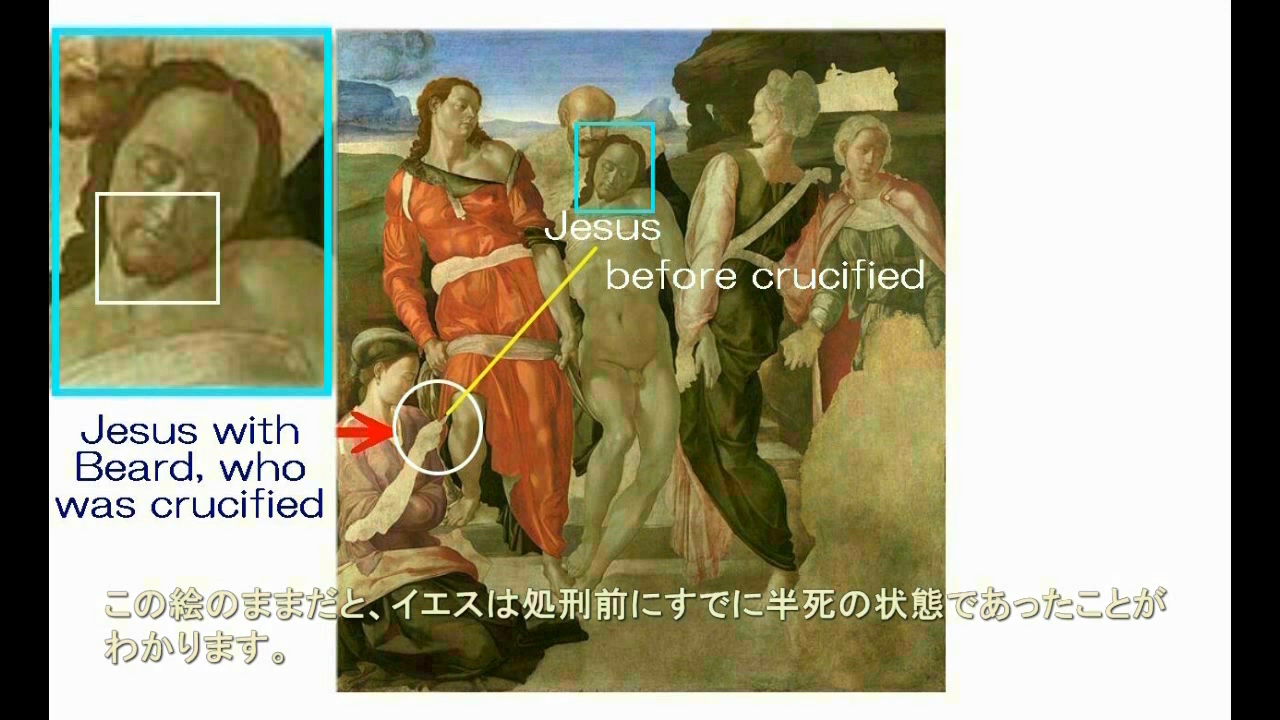 Jesus
before crucified
Jesus with
Beard, who
was crucified
この絵のままだと、イエスは処刑前にすでに半死の状態であったことが
わかります。